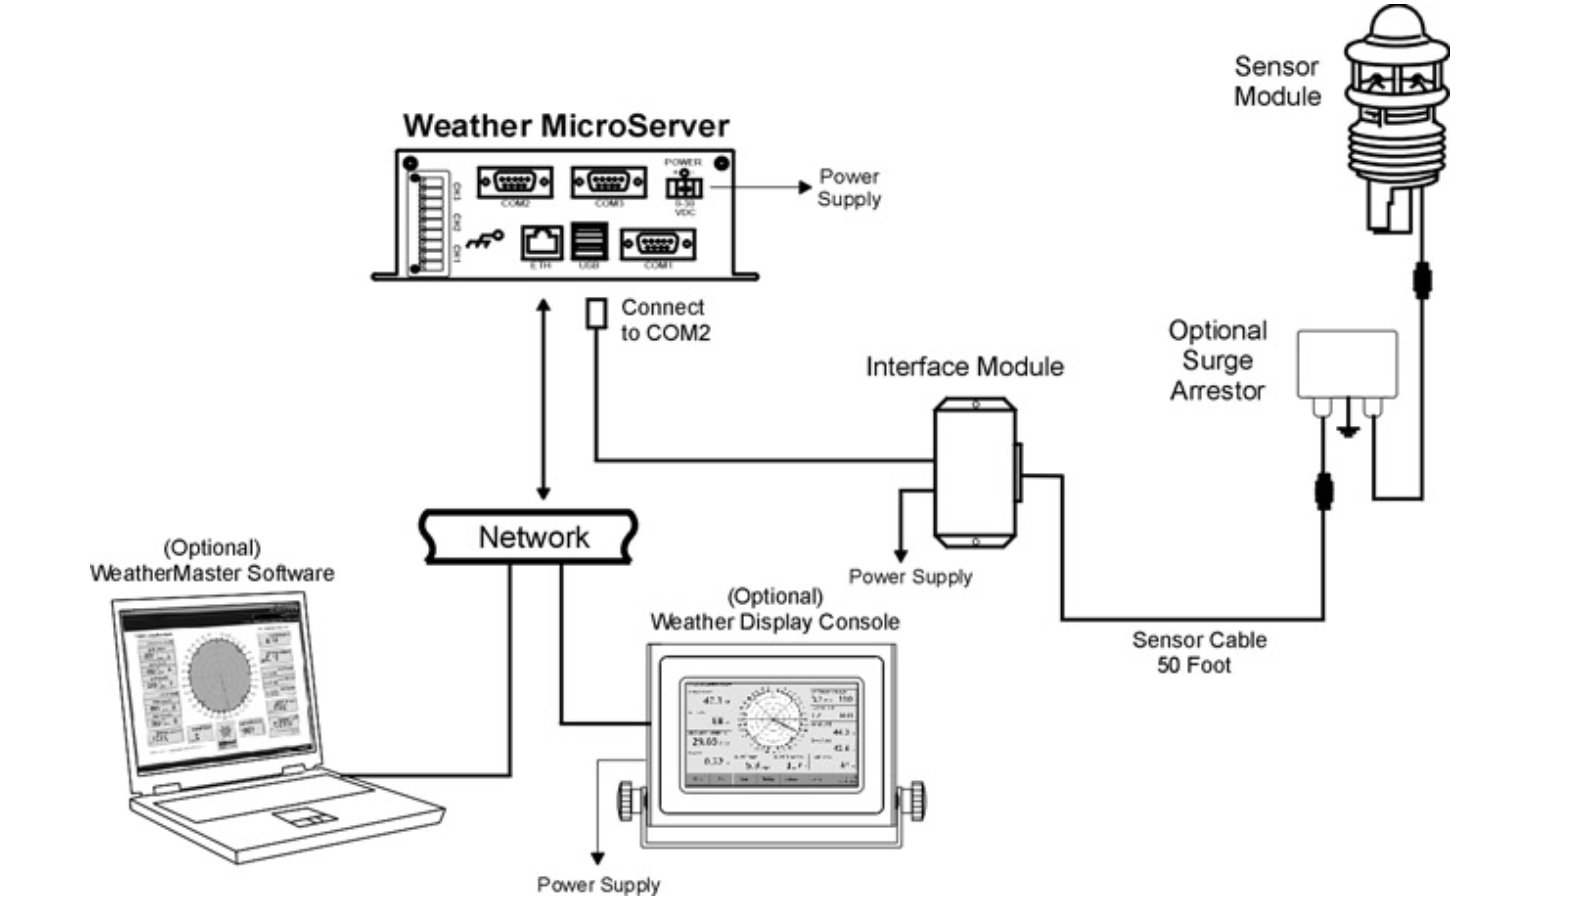 Sensor
Module
Weather MicroServer
POWER
Power
Supply
COM2
COM3
9-30
VDC
CH3
CH2
CH1
ETH
USB
COM1
Connect
to COM2
Optional
Surge
Arrestor
Interface Module
Network
(Optional)
WeatherMaster Software
Power Supply
(Optional)
Weather Display Console
Sensor Cable
50 Foot
Power Supply